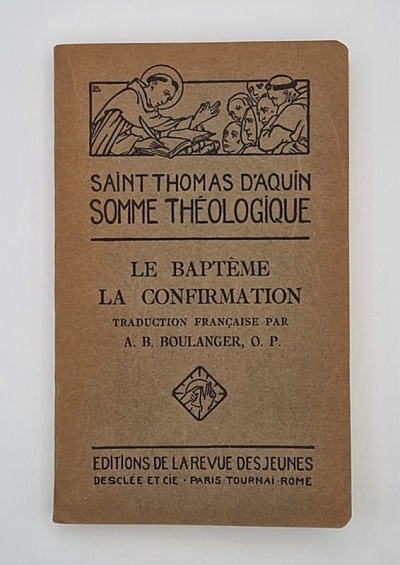 SAINT THOMAS D'AQUIN
SOMME THÉOLOGIQUE
LE BAPTÊME
LA CONFIRMATION
TRADUCTION FRANÇAISE PAR
A. B. BOULANGER, O. P.
EDITIONS DE LA REVUE DES JEUNES
DESCLÉE ET CIE · PARIS · TOURNAI · ROME